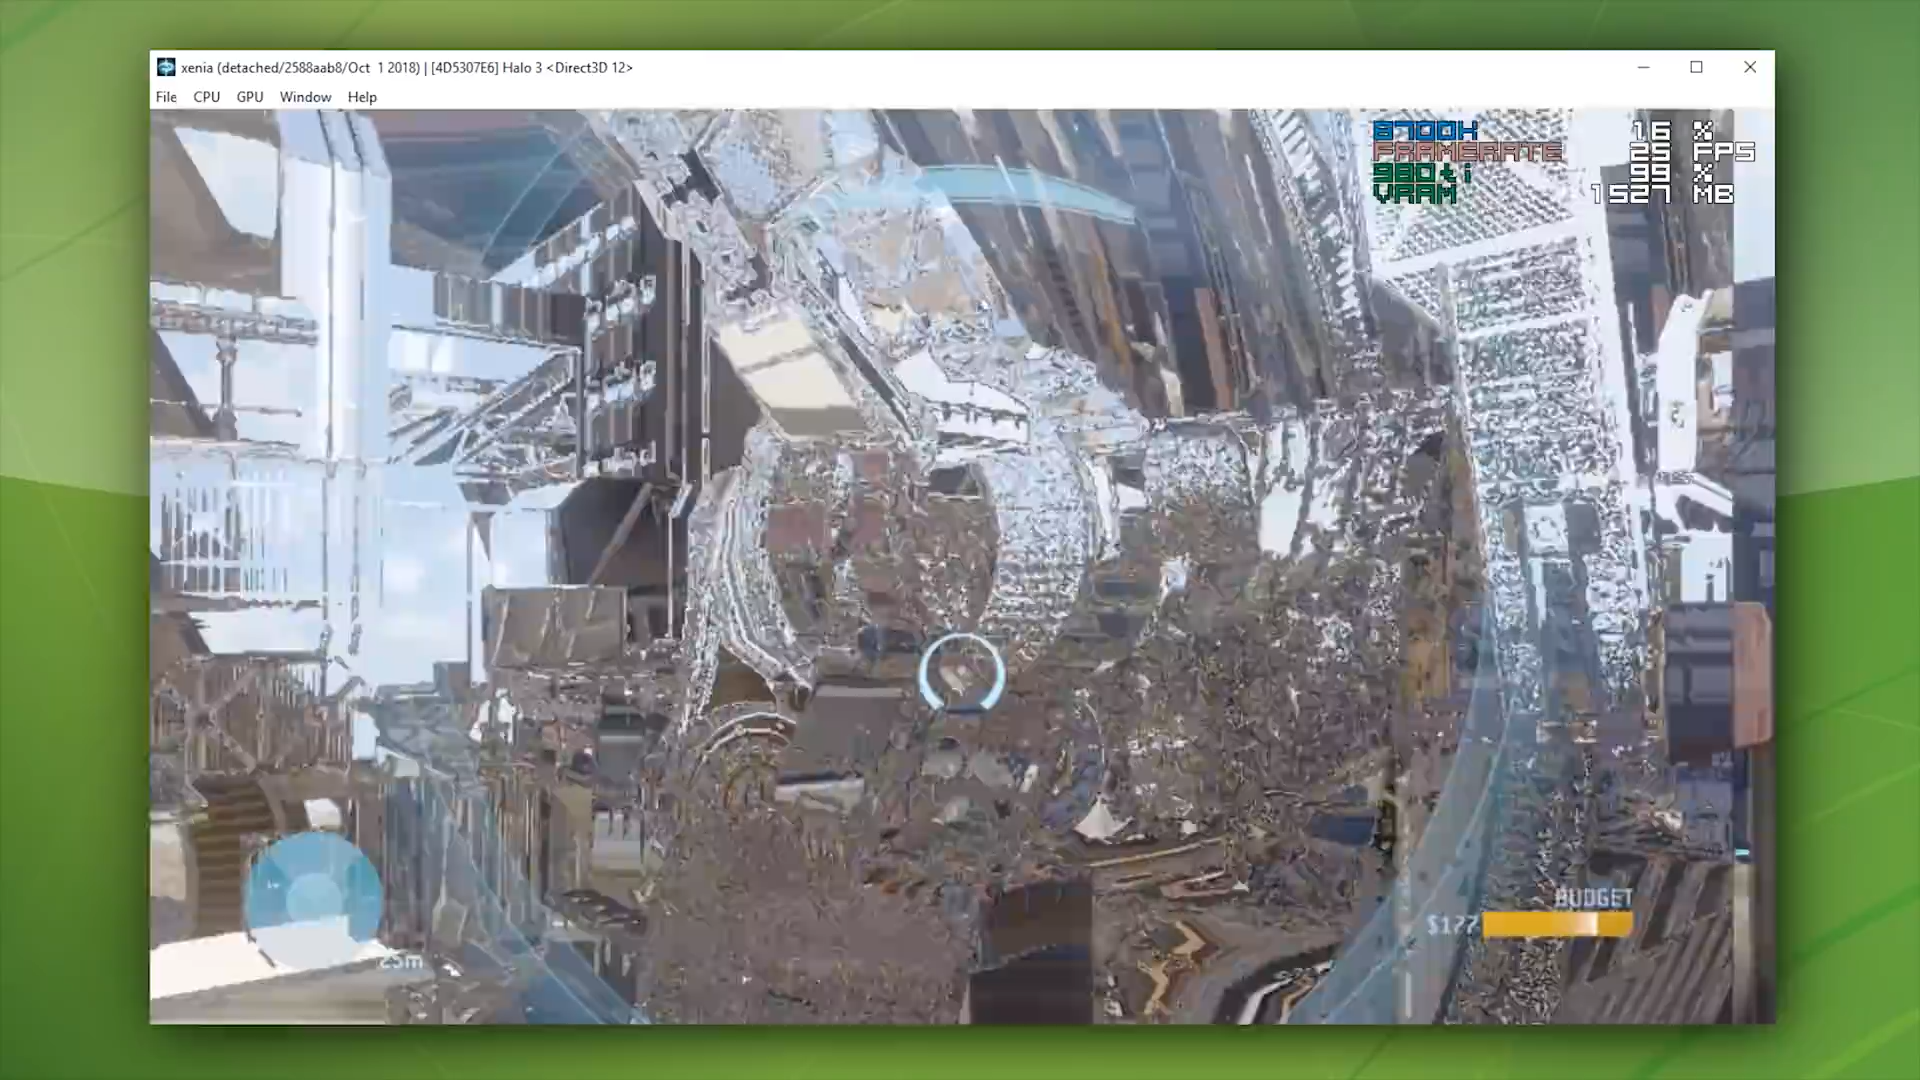 xenia (detached/2588aab8/Oct 1 2018) | [4D5307E6] Halo 3 <Direct3D 12>
File CPU GPU Window Help
8700K 16 %
FRAMERATE 25 FPS
980ti 98 %
VRAM 1527 MB
BUDGET
$177
25m